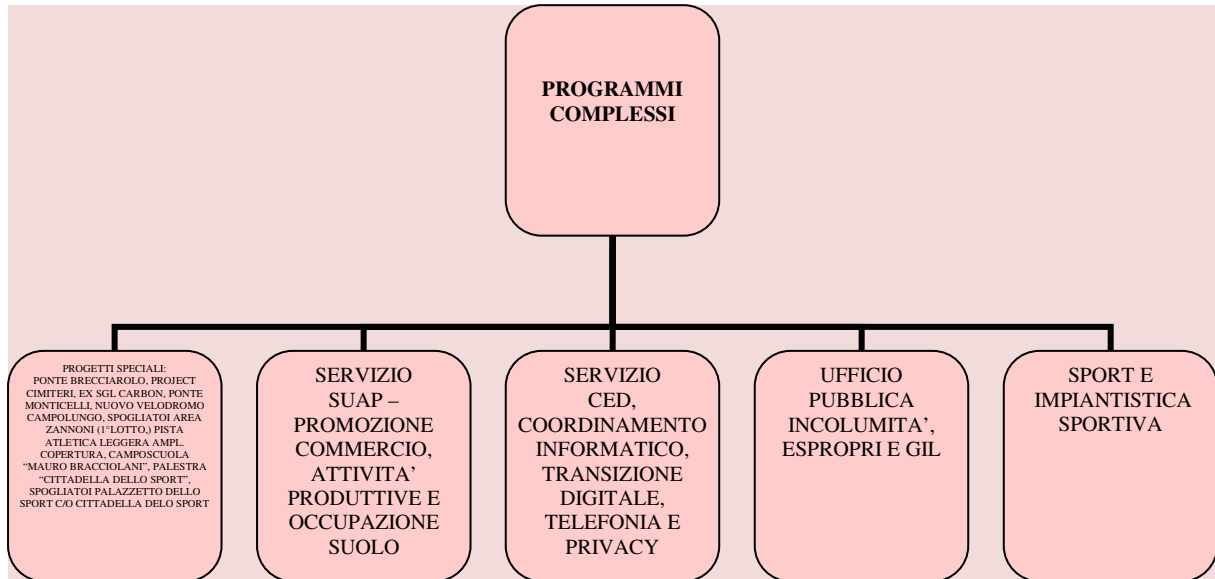 PROGRAMMI
COMPLESSI
PROGETTI SPECIALI:
PONTE BRECCIAROLO, PROJECT
CIMITERI, EX SGL CARBON, PONTE
MONTICELLI, NUOVO VELODROMO
CAMPOLUNGO, SPOGLIATOI AREA
ZANNONI (1°LOTTO,) PISTA
ATLETICA LEGGERA AMPL.
COPERTURA, CAMPOSCUOLA
“MAURO BRACCIOLANI”, PALESTRA
“CITTADELLA DELLO SPORT”,
SPOGLIATOI PALAZZETTO DELLO
SPORT C/O CITTADELLA DELO SPORT
SERVIZIO
SUAP –
PROMOZIONE
COMMERCIO,
ATTIVITA’
PRODUTTIVE E
OCCUPAZIONE
SUOLO
SERVIZIO
CED,
COORDINAMENTO
INFORMATICO,
TRANSIZIONE
DIGITALE,
TELEFONIA E
PRIVACY
UFFICIO
PUBBLICA
INCOLUMITA’,
ESPROPRI E GIL
SPORT E
IMPIANTISTICA
SPORTIVA